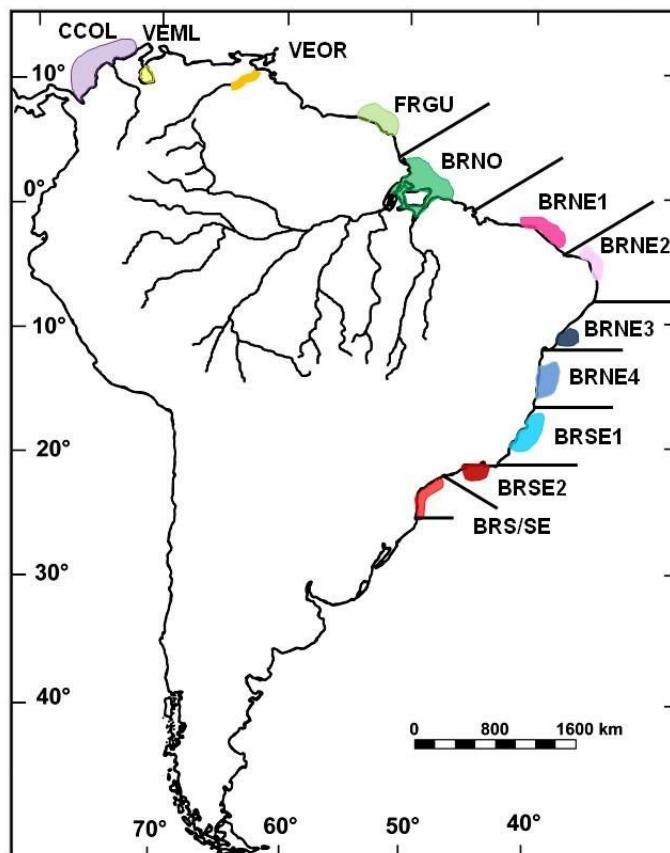 CCOL
VEML
VEOR
10°
FRGU
BRNO
0°
BRNE1
BRNE2
10°
BRNE3
BRNE4
20°
BRSE1
BRSE2
BRS/SE
30°
40°
0 800 1600 km
70° 60° 50° 40°